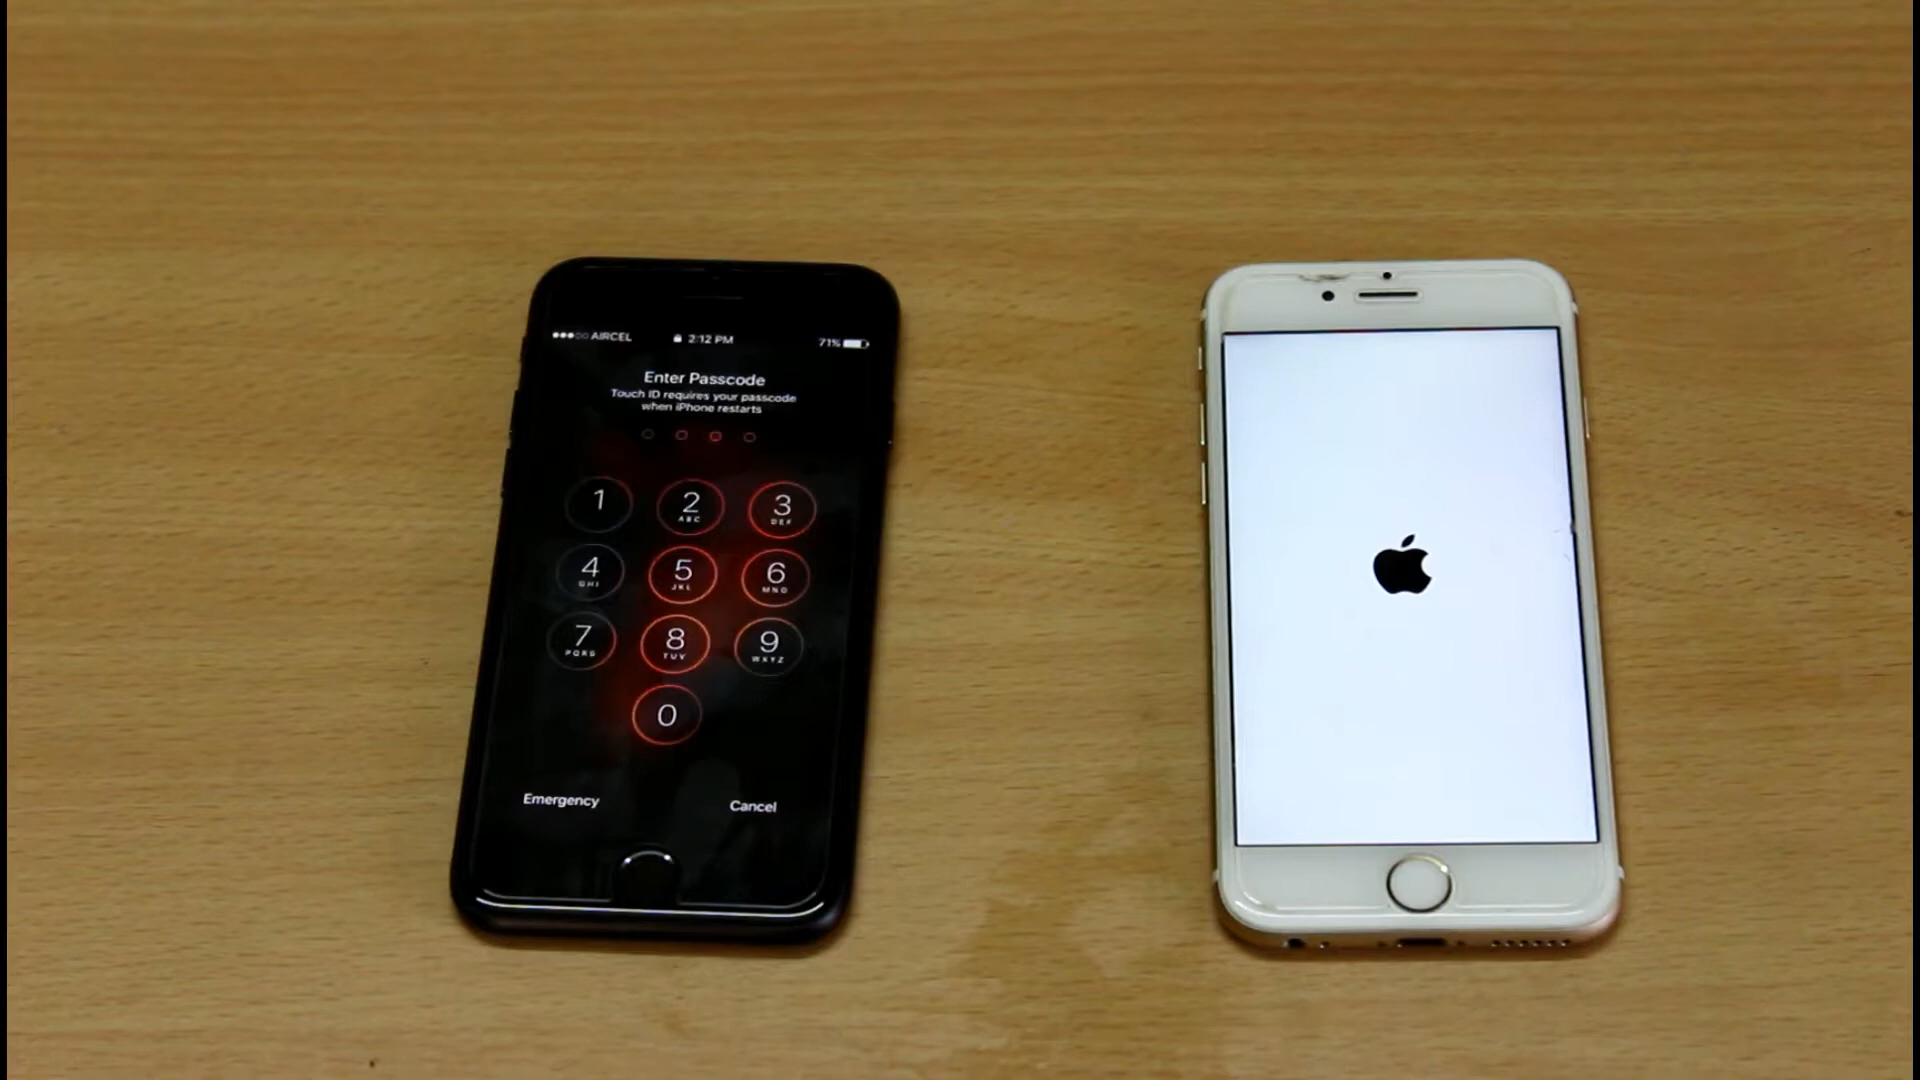 AIRCEL 2:12 PM 71%
Enter Passcode
Touch ID requires your passcode
when iPhone restarts
1 2 3
ABC DEF
4 5 6
GHI JKL MNO
7 8 9
PQRS TUV WXYZ
0
Emergency Cancel